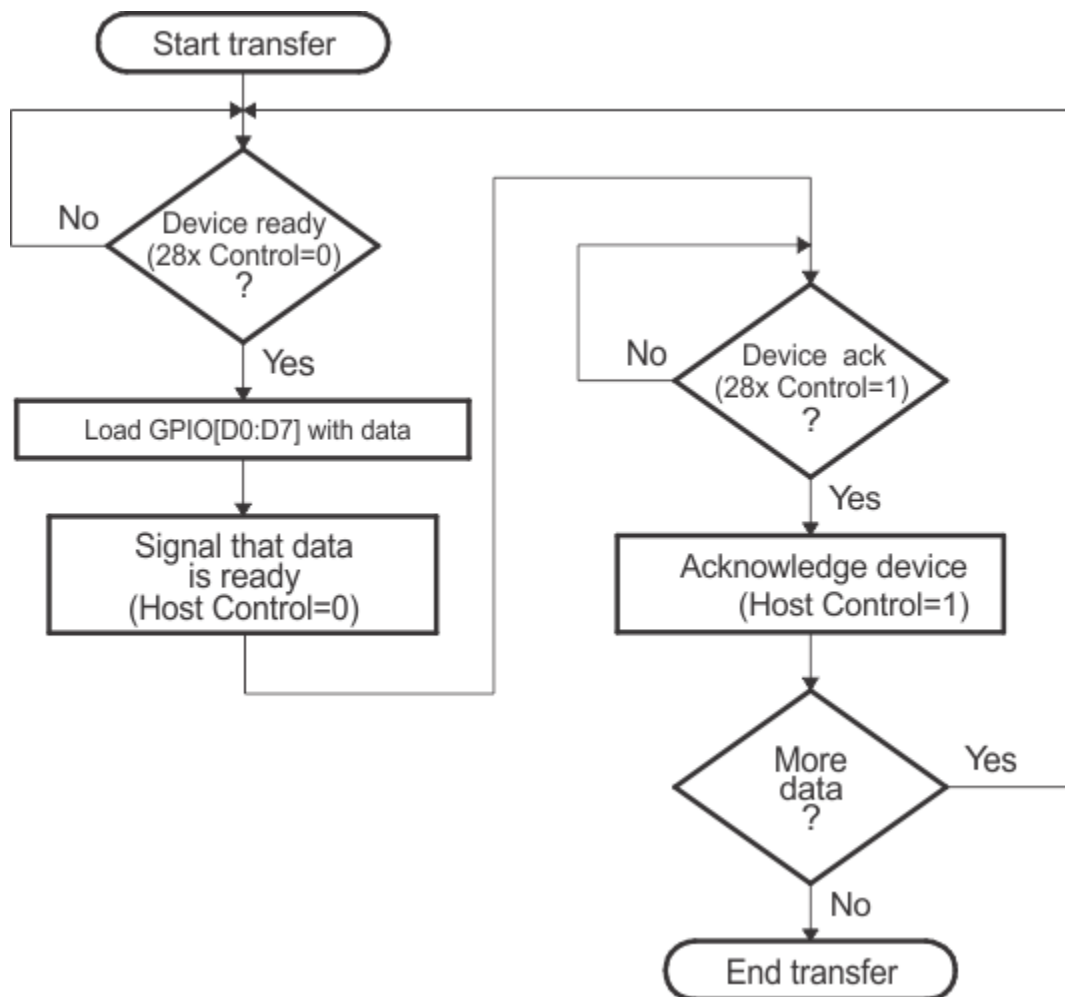 Start transfer
No
Device ready
(28x Control=0)
?
Yes
Load GPIO[D0:D7] with data
Signal that data
is ready
(Host Control=0)
No
Device ack
(28x Control=1)
?
Yes
Acknowledge device
(Host Control=1)
More
data
?
Yes
No
End transfer